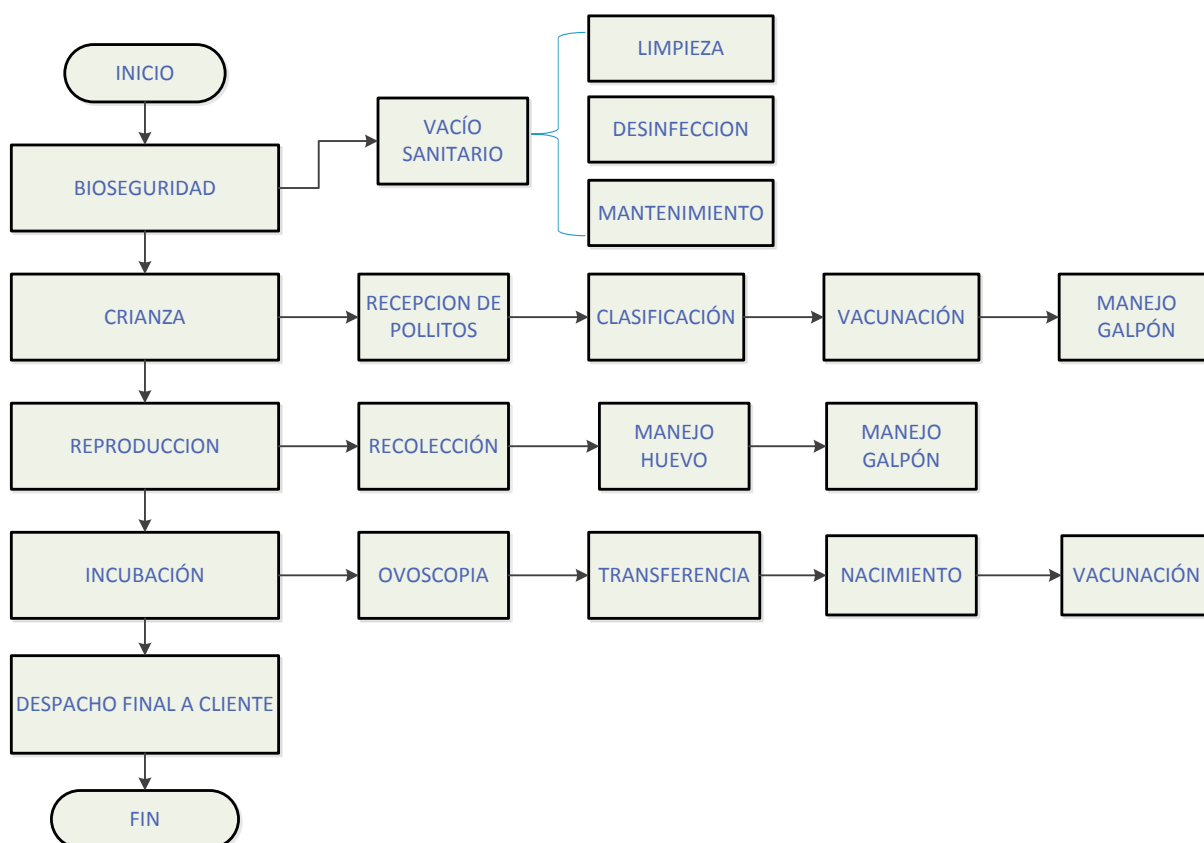 INICIO
BIOSEGURIDAD
VACÍO
SANITARIO
LIMPIEZA
DESINFECCION
MANTENIMIENTO
CRIANZA
RECEPCION DE
POLLITOS
CLASIFICACIÓN
VACUNACIÓN
MANEJO
GALPÓN
REPRODUCCION
RECOLECCIÓN
MANEJO
HUEVO
MANEJO
GALPÓN
INCUBACIÓN
OVOSCOPIA
TRANSFERENCIA
NACIMIENTO
VACUNACIÓN
DESPACHO FINAL A CLIENTE
FIN